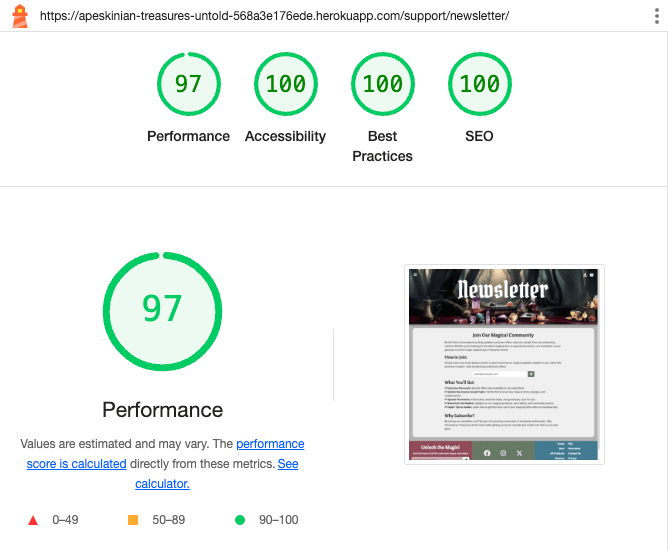 https://apeskinian-treasures-untold-568a3e176ede.herokuapp.com/support/newsletter/
97
100
100
100
Performance
Accessibility
Best
Practices
SEO
97
Performance
Values are estimated and may vary. The performance
score is calculated directly from these metrics. See
calculator.
0–49
50–89
90–100
Newsletter
Join Our Magical Community
How to Join:
What You'll Get:
Why Subscribe?
Unlock the Magic!